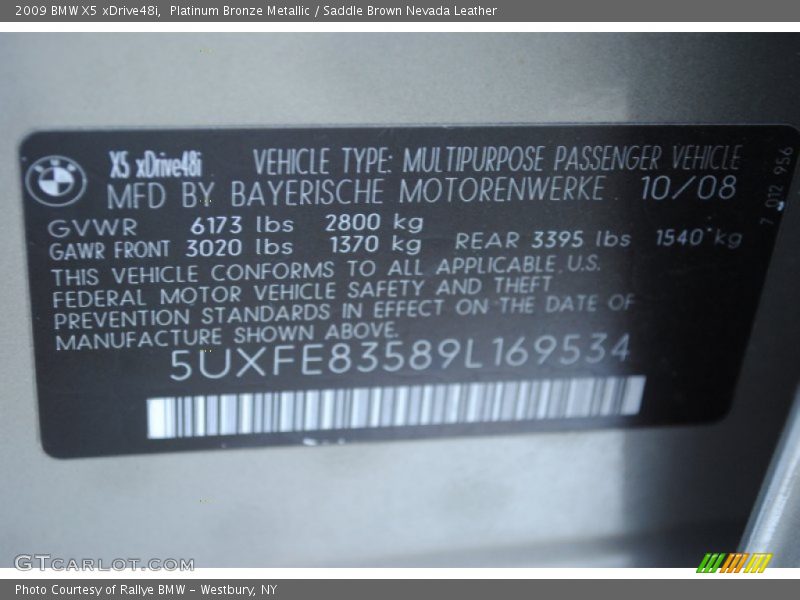 2009 BMW X5 xDrive48i,  Platinum Bronze Metallic / Saddle Brown Nevada Leather
X5 xDrive48i VEHICLE TYPE: MULTIPURPOSE PASSENGER VEHICLE
MFD BY BAYERISCHE MOTORENWERKE 10/08
GVWR 6173 lbs 2800 kg
GAWR FRONT 3020 lbs 1370 kg REAR 3395 lbs 1540 kg
THIS VEHICLE CONFORMS TO ALL APPLICABLE U.S.
FEDERAL MOTOR VEHICLE SAFETY AND THEFT
PREVENTION STANDARDS IN EFFECT ON THE DATE OF
MANUFACTURE SHOWN ABOVE.
5UXFE83589L169534
7 012 956
GTCARLOT.COM
Photo Courtesy of Rallye BMW - Westbury, NY